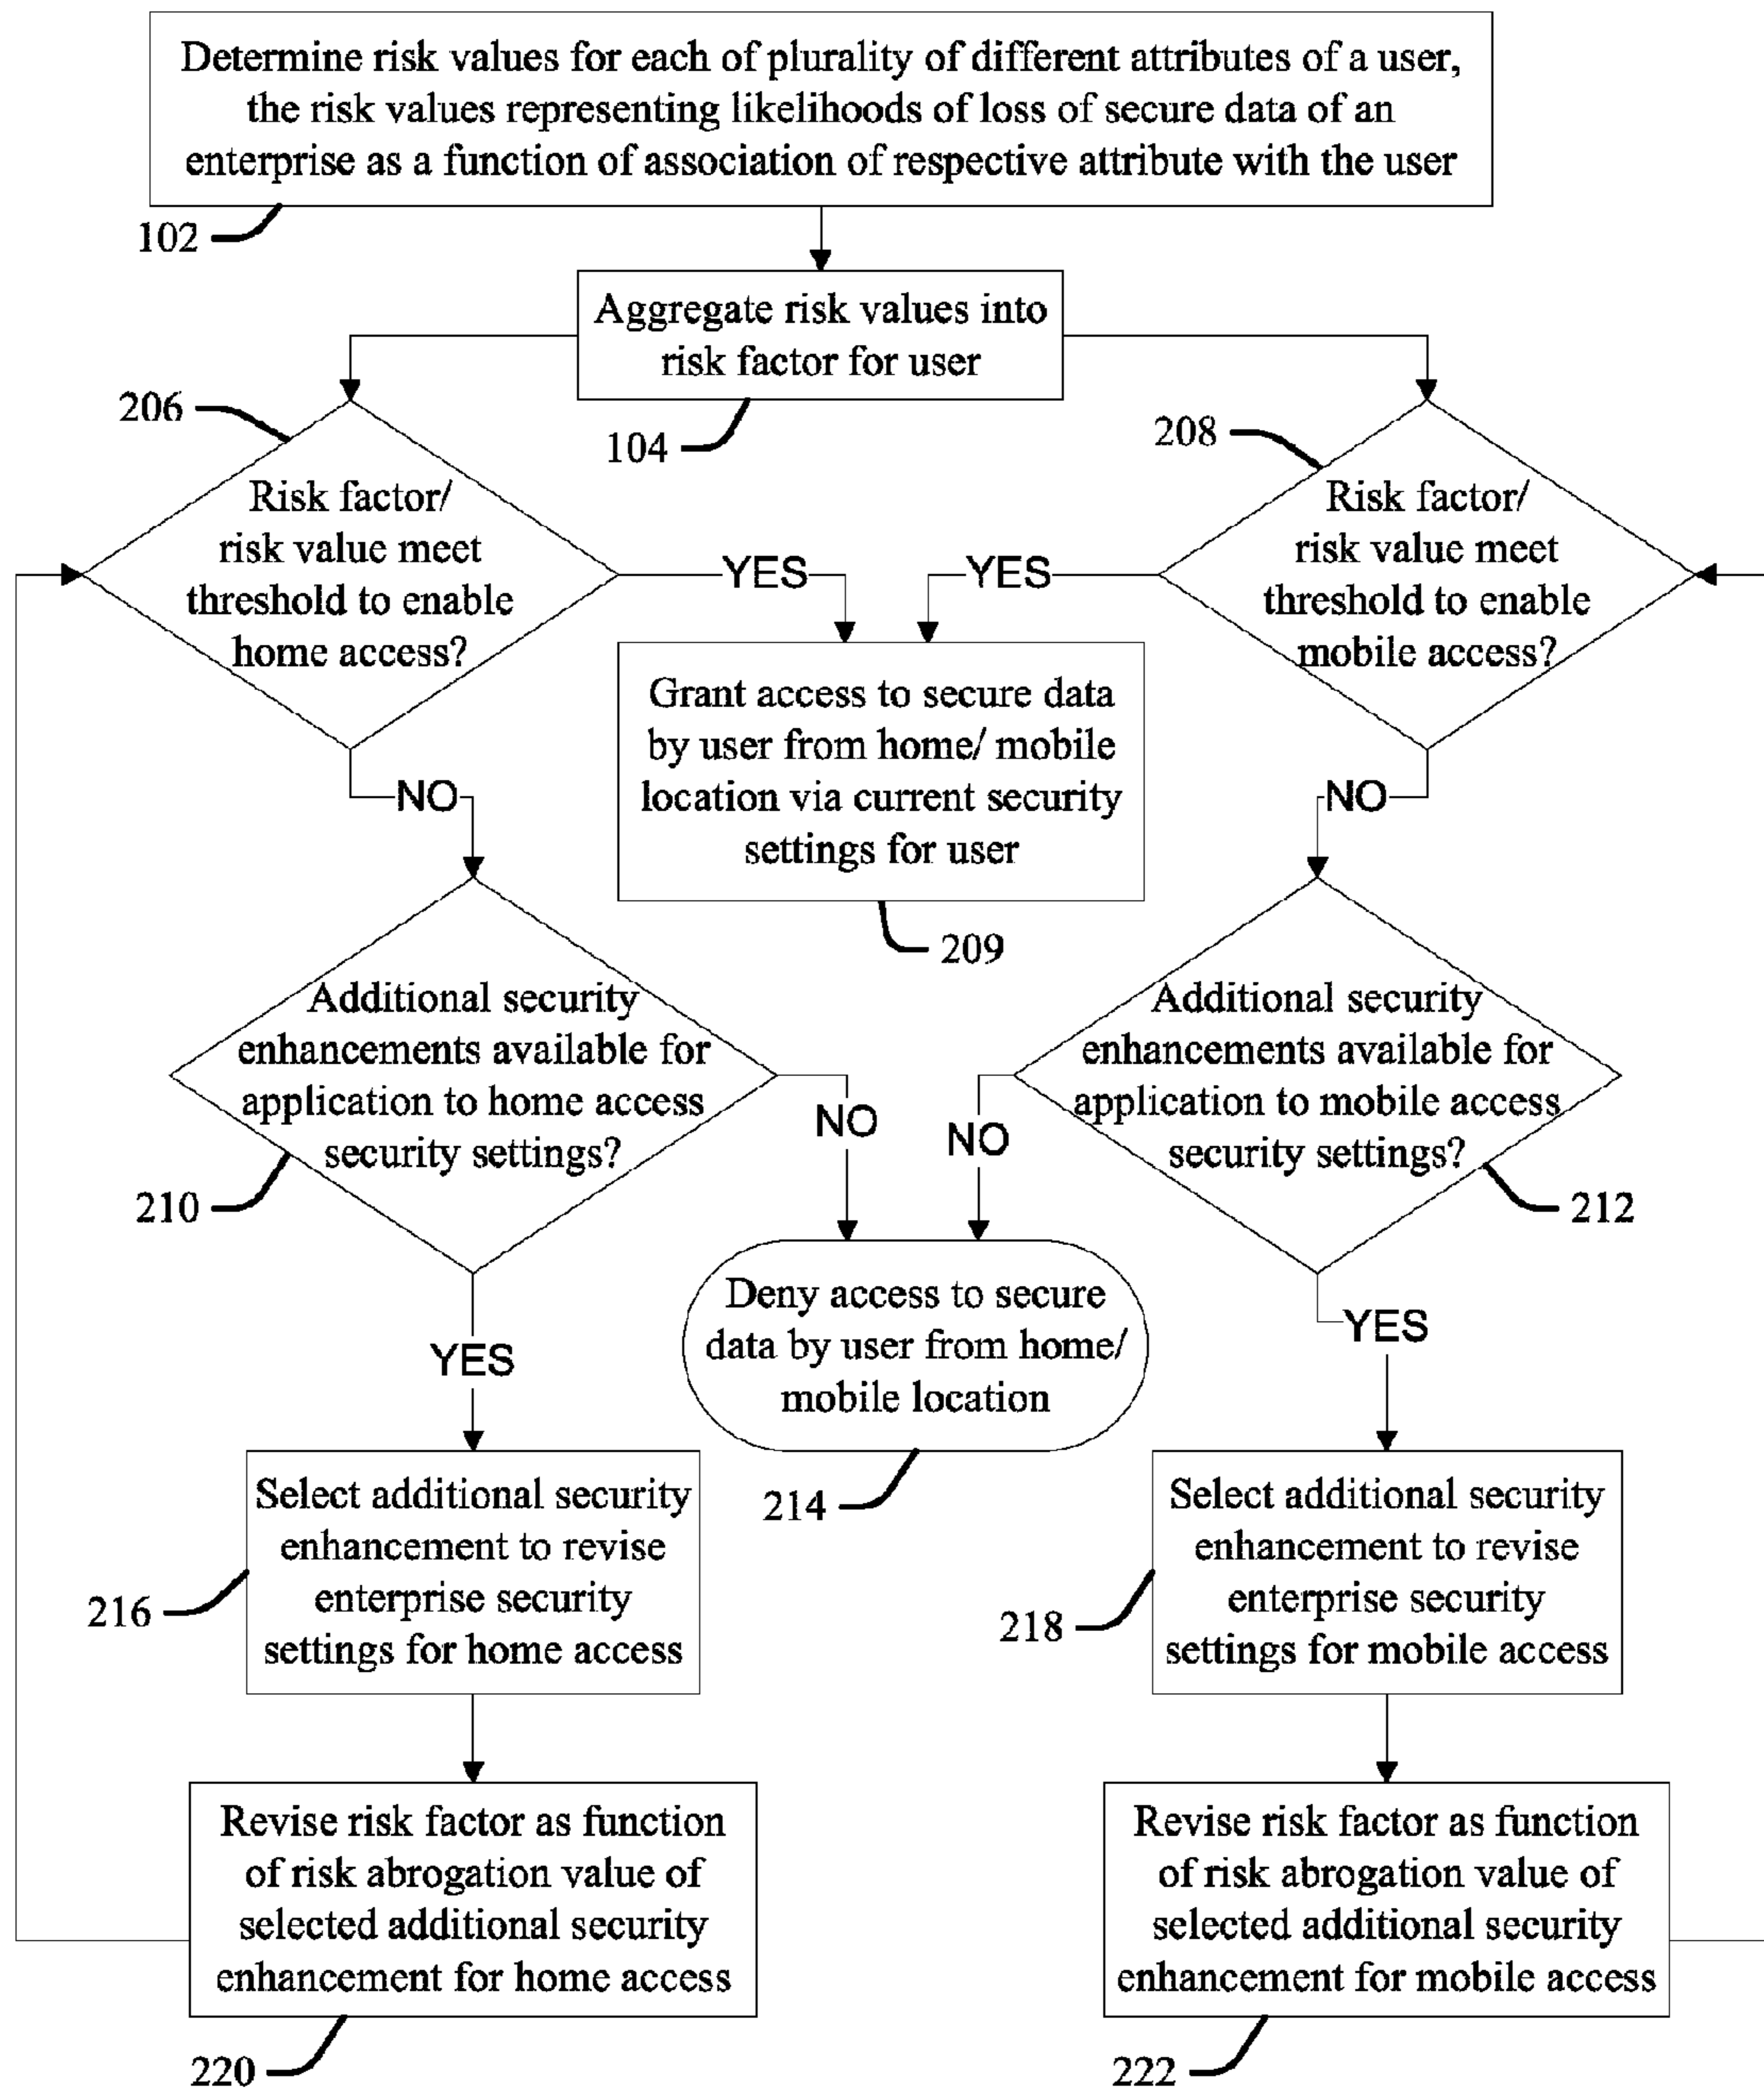 Determine risk values for each of plurality of different attributes of a user,
the risk values representing likelihoods of loss of secure data of an
enterprise as a function of association of respective attribute with the user
102
Aggregate risk values into
risk factor for user
104
206
Risk factor/
risk value meet
threshold to enable
home access?
YES
NO
208
Risk factor/
risk value meet
threshold to enable
mobile access?
YES
NO
Grant access to secure data
by user from home/ mobile
location via current security
settings for user
209
Additional security
enhancements available for
application to home access
security settings?
210
NO
YES
Additional security
enhancements available for
application to mobile access
security settings?
212
NO
YES
Deny access to secure
data by user from home/
mobile location
214
Select additional security
enhancement to revise
enterprise security
settings for home access
216
Select additional security
enhancement to revise
enterprise security
settings for mobile access
218
Revise risk factor as function
of risk abrogation value of
selected additional security
enhancement for home access
220
Revise risk factor as function
of risk abrogation value of
selected additional security
enhancement for mobile access
222